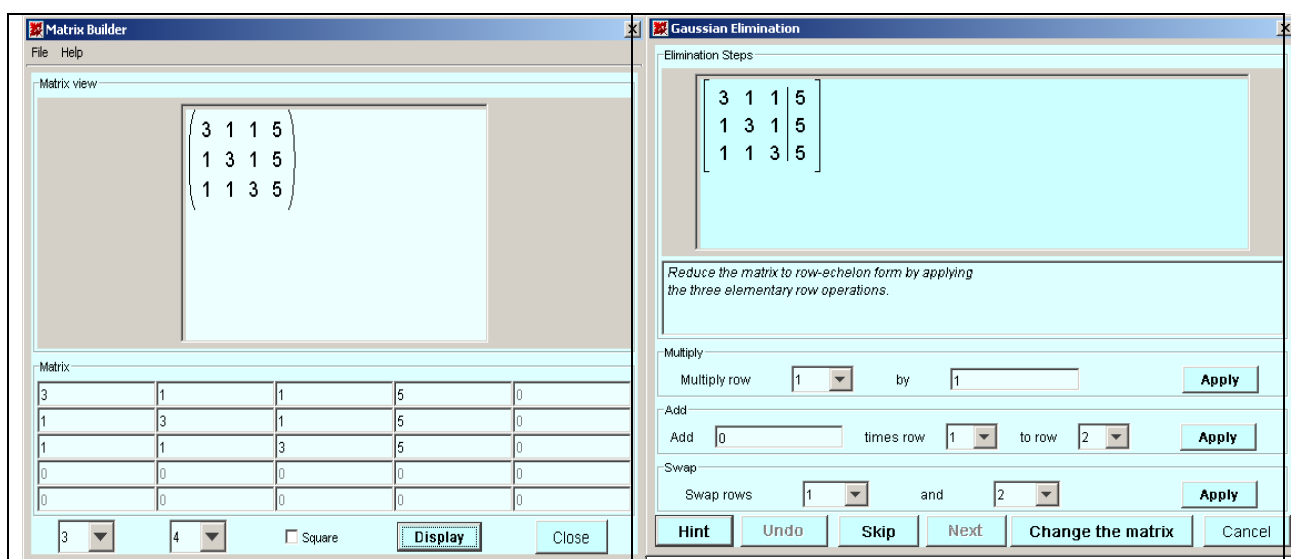 Matrix Builder
File Help
Matrix view
3 1 1 5
1 3 1 5
1 1 3 5
Matrix
3 1 1 5 0
1 3 1 5 0
1 1 3 5 0
0 0 0 0 0
0 0 0 0 0
3 4 Square Display Close
Gaussian Elimination
Elimination Steps
3 1 1 5
1 3 1 5
1 1 3 5
Reduce the matrix to row-echelon form by applying
the three elementary row operations.
Multiply
Multiply row 1 by 1 Apply
Add
Add 0 times row 1 to row 2 Apply
Swap
Swap rows 1 and 2 Apply
Hint Undo Skip Next Change the matrix Cancel